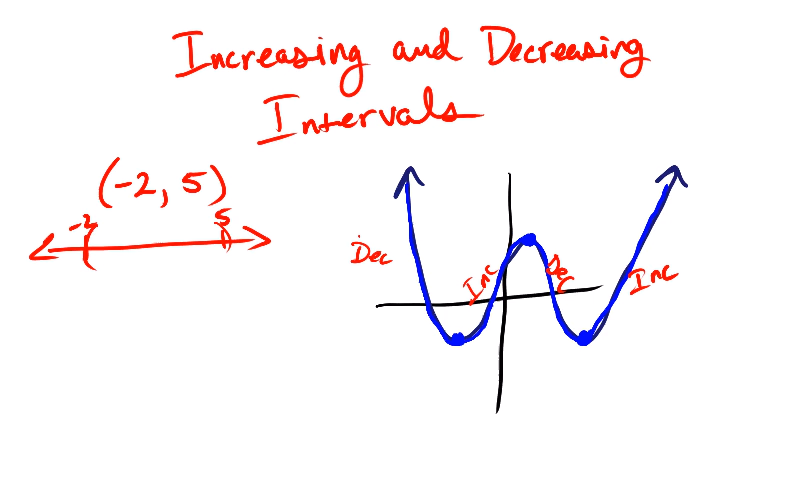 Increasing and Decreasing
Intervals
(-2, 5)
-2 5
Dec
Inc
Dec
Inc